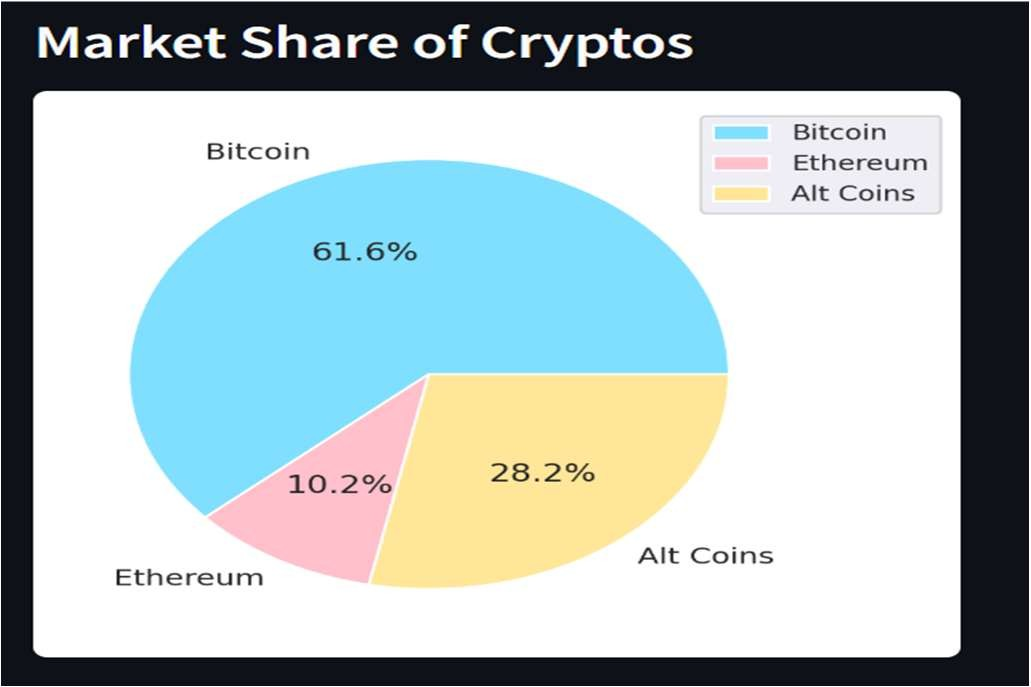 Market Share of Cryptos
Bitcoin
Ethereum
Alt Coins
Bitcoin
61.6%
10.2%
28.2%
Alt Coins
Ethereum